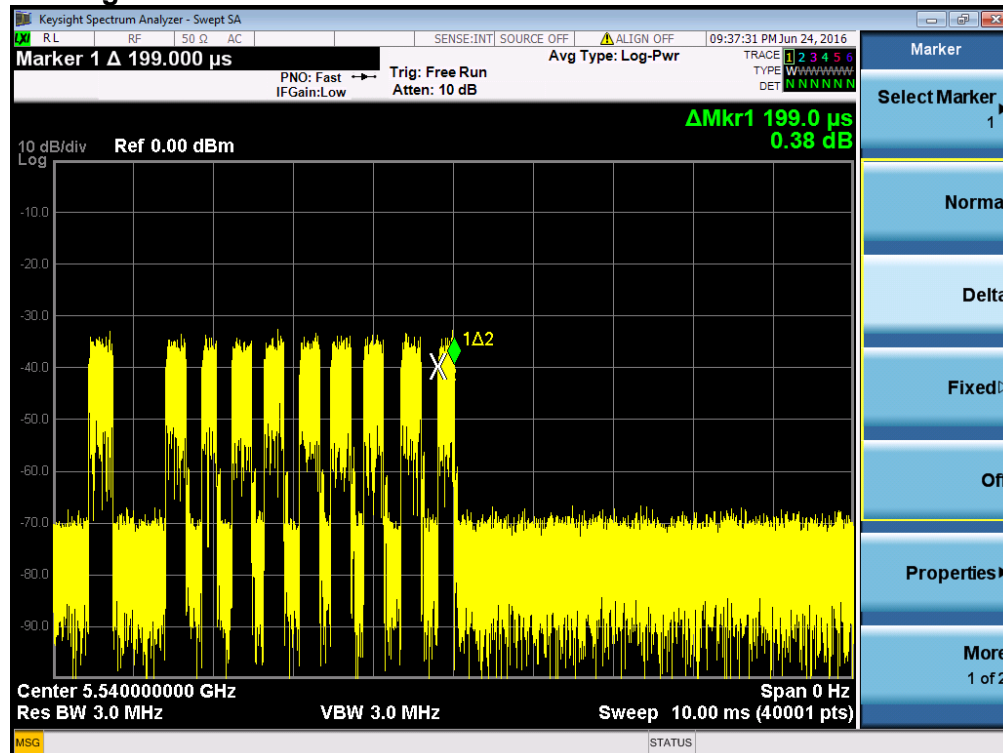 Keysight Spectrum Analyzer - Swept SA
LXI RL RF 50 Ω AC SENSE:INT SOURCE OFF ALIGN OFF 09:37:31 PM Jun 24, 2016
Marker 1 Δ 199.000 µs
PNO: Fast
IFGain:Low
Trig: Free Run
Atten: 10 dB
Avg Type: Log-Pwr
TRACE 1 2 3 4 5 6
TYPE WWWWWW
DET N N N N N N
ΔMkr1 199.0 µs
0.38 dB
10 dB/div Ref 0.00 dBm
Log
-10.0
-20.0
-30.0
-40.0
-50.0
-60.0
-70.0
-80.0
-90.0
1Δ2
X
Center 5.540000000 GHz
Span 0 Hz
Res BW 3.0 MHz
VBW 3.0 MHz
Sweep 10.00 ms (40001 pts)
MSG
STATUS
Marker
Select Marker
1
Norma
Delta
Fixed
Off
Properties
More
1 of 2